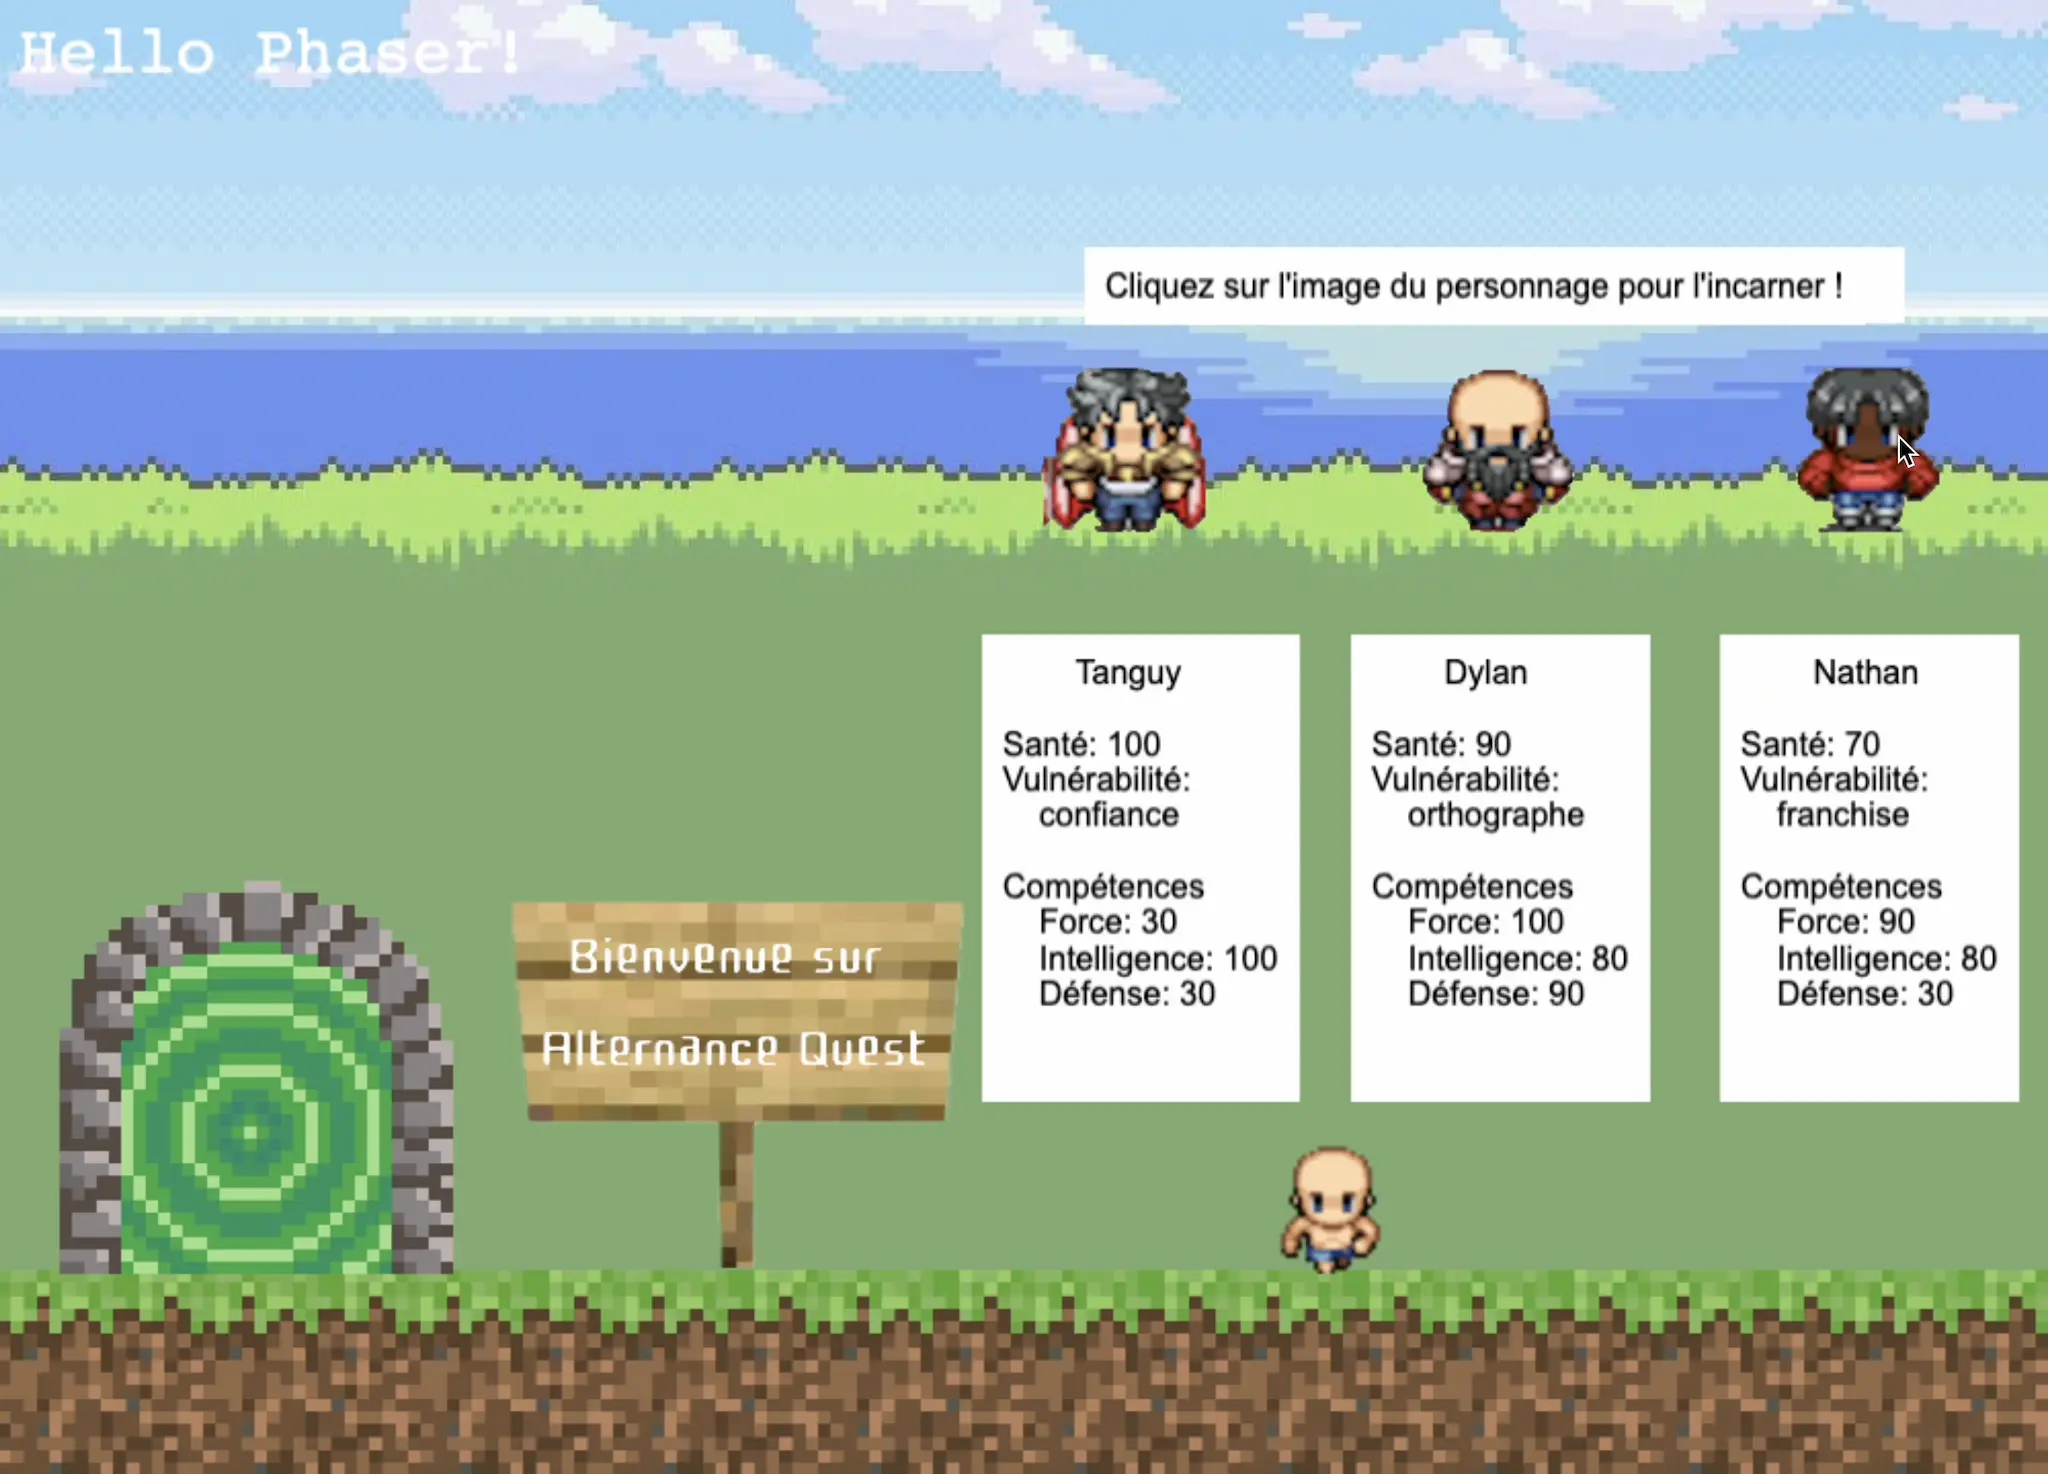 Hello Phaser!
Cliquez sur l'image du personnage pour l'incarner !
Tanguy
Santé: 100
Vulnérabilité:
confiance
Compétences
Force: 30
Intelligence: 100
Défense: 30
Dylan
Santé: 90
Vulnérabilité:
orthographe
Compétences
Force: 100
Intelligence: 80
Défense: 90
Nathan
Santé: 70
Vulnérabilité:
franchise
Compétences
Force: 90
Intelligence: 80
Défense: 30
Bienvenue sur
Alternance Quest